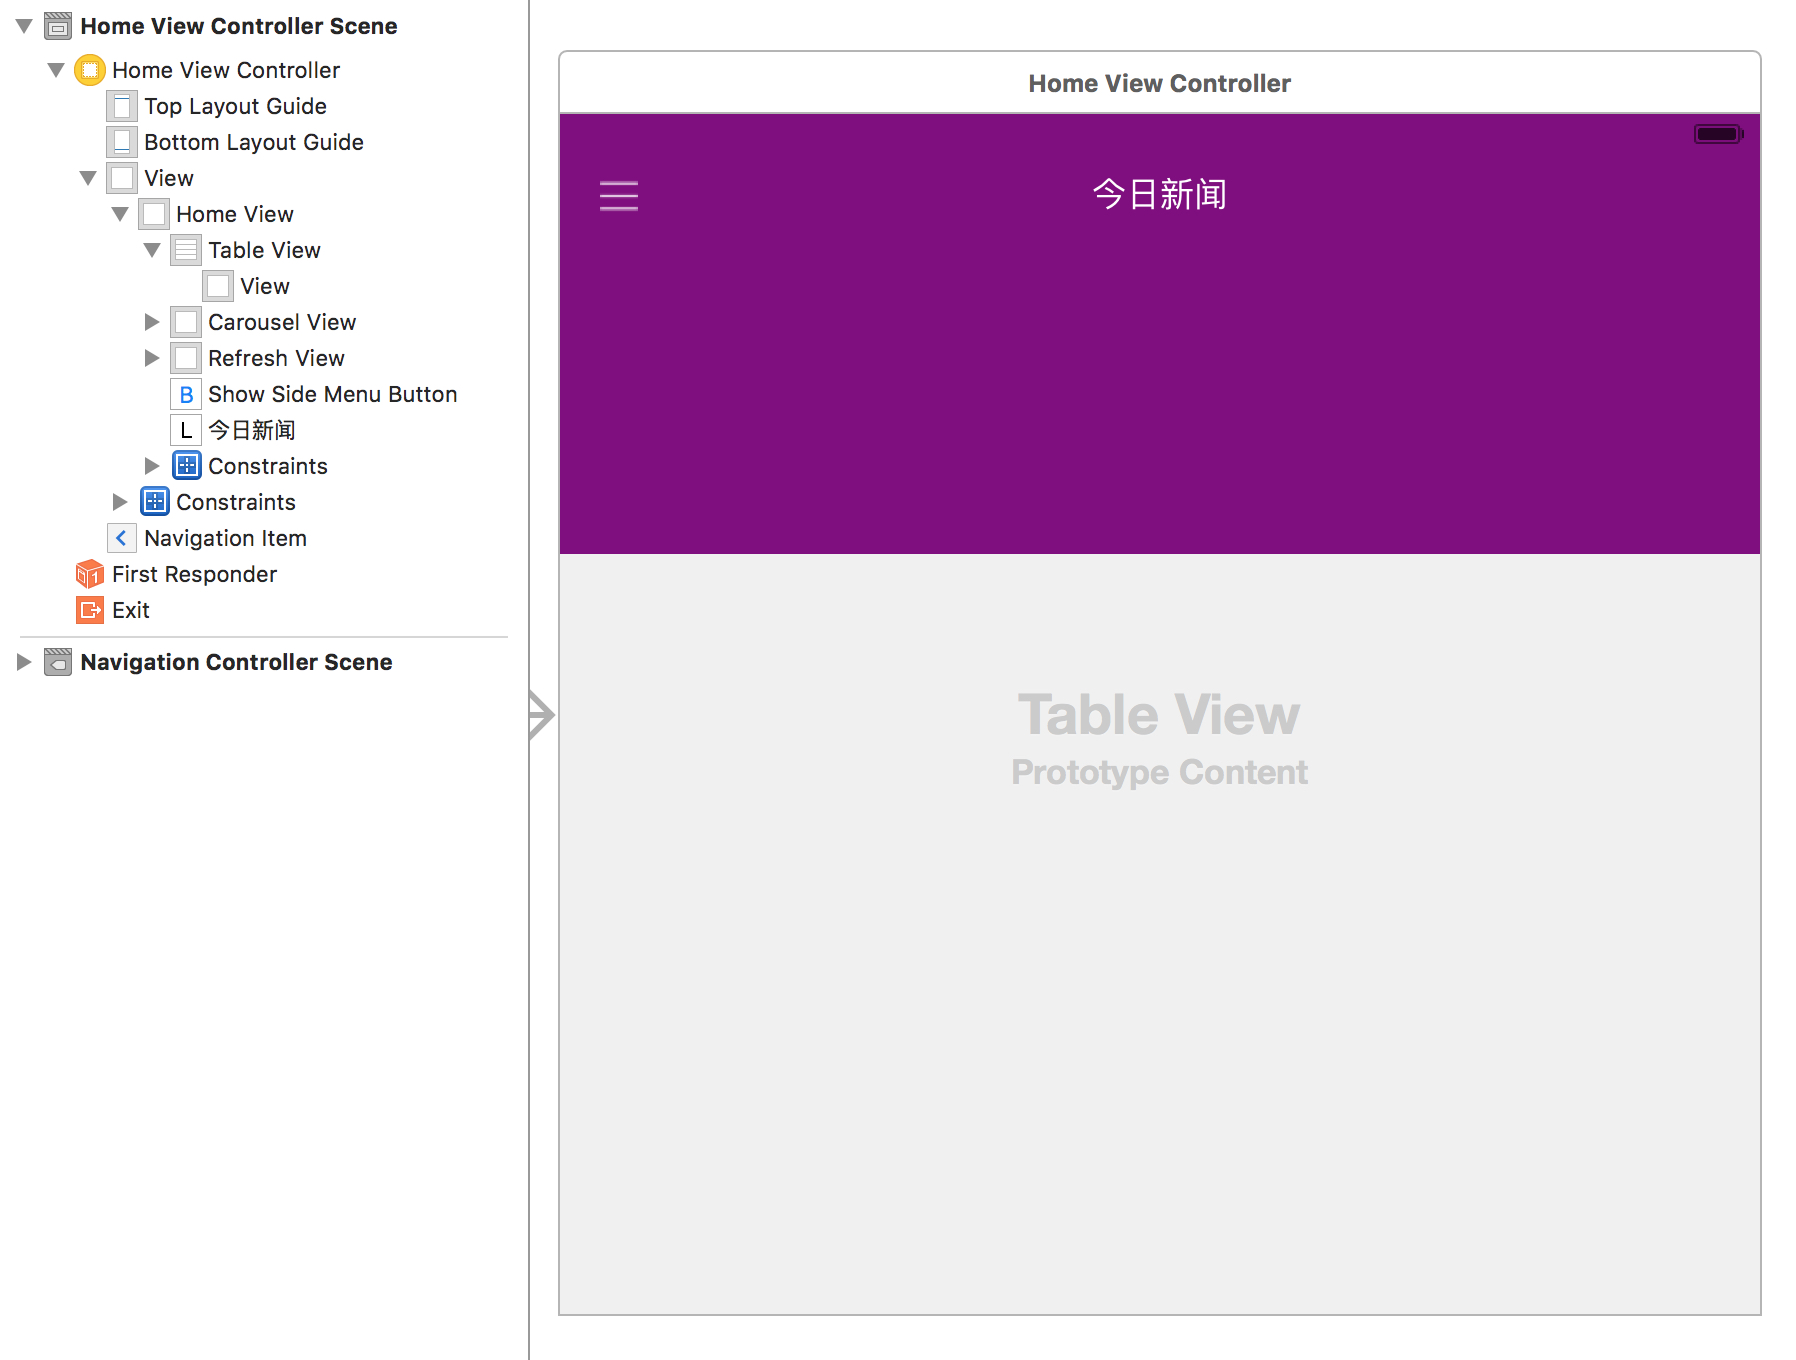 Home View Controller Scene
Home View Controller
Top Layout Guide
Bottom Layout Guide
View
Home View
Table View
View
Carousel View
Refresh View
B Show Side Menu Button
L 今日新闻
Constraints
Constraints
Navigation Item
1 First Responder
Exit
Navigation Controller Scene
Home View Controller
今日新闻
Table View
Prototype Content